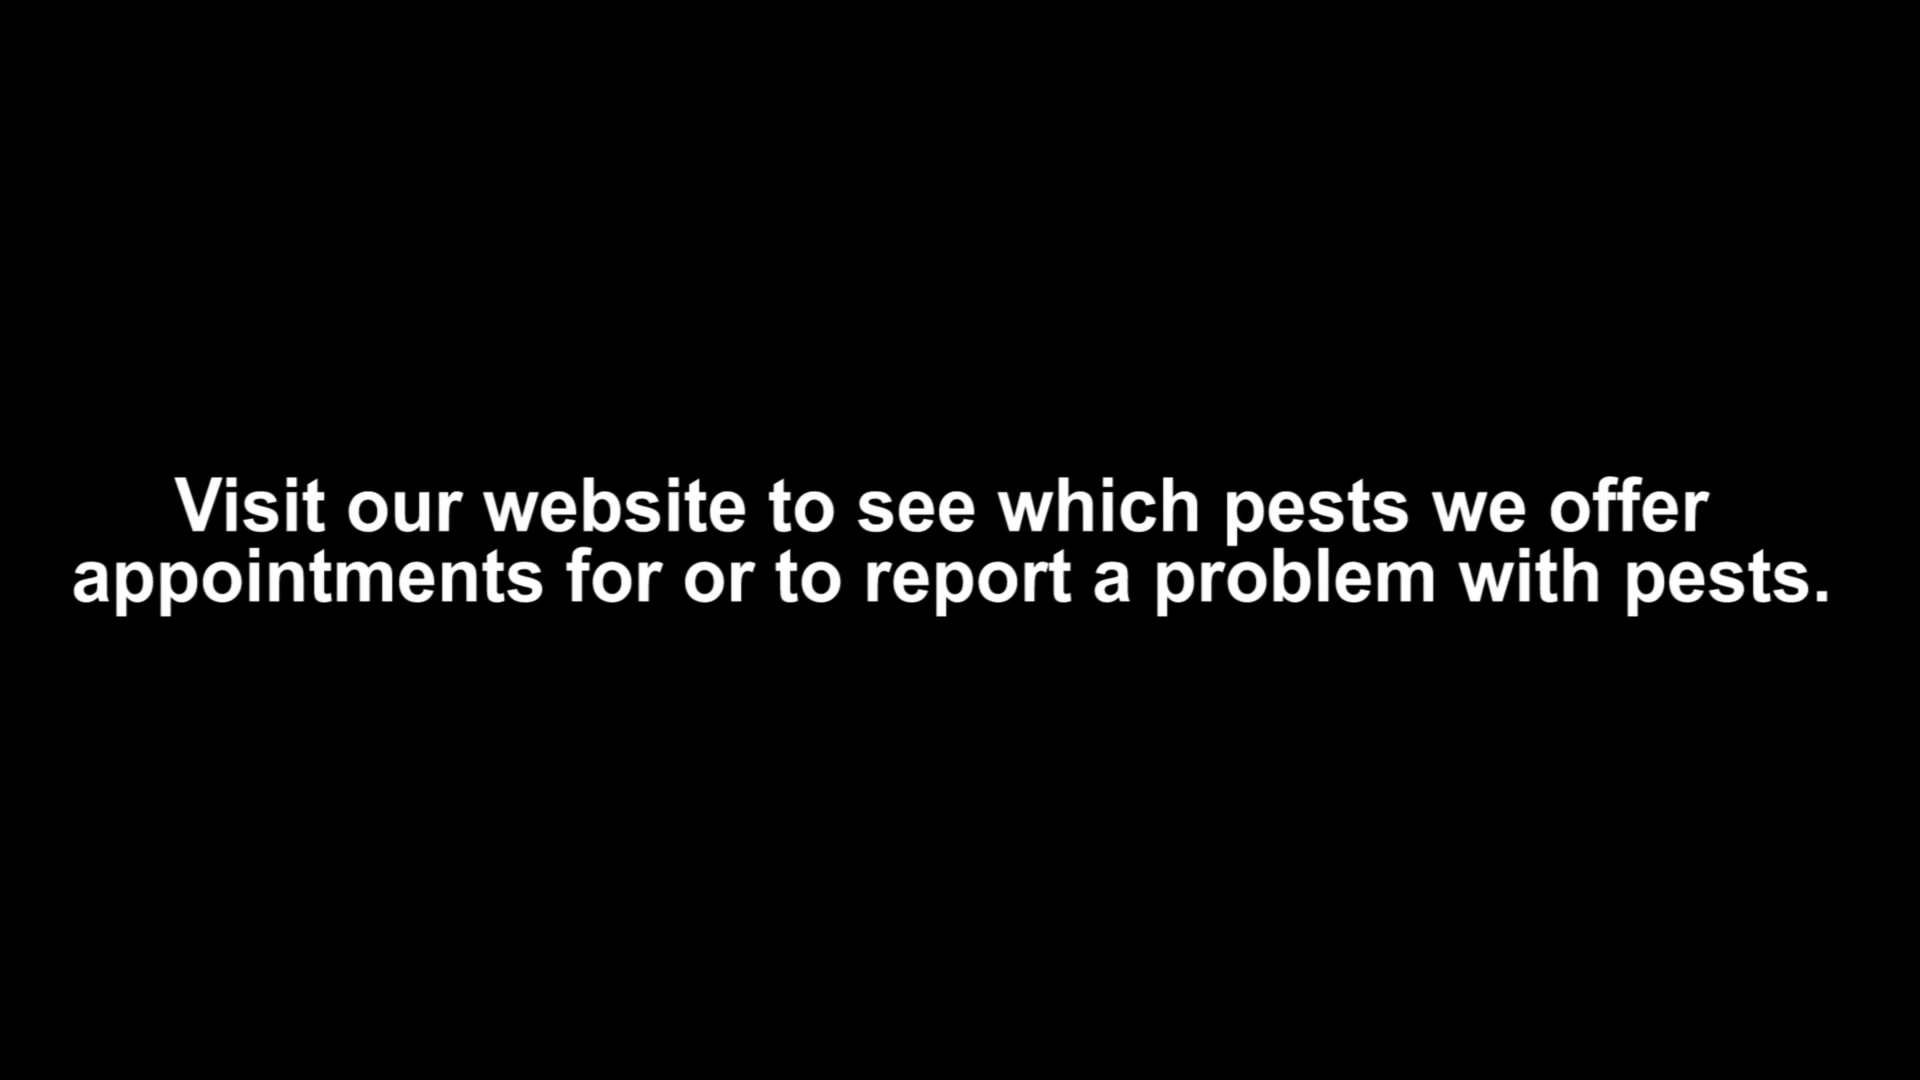 Visit our website to see which pests we offer
appointments for or to report a problem with pests.